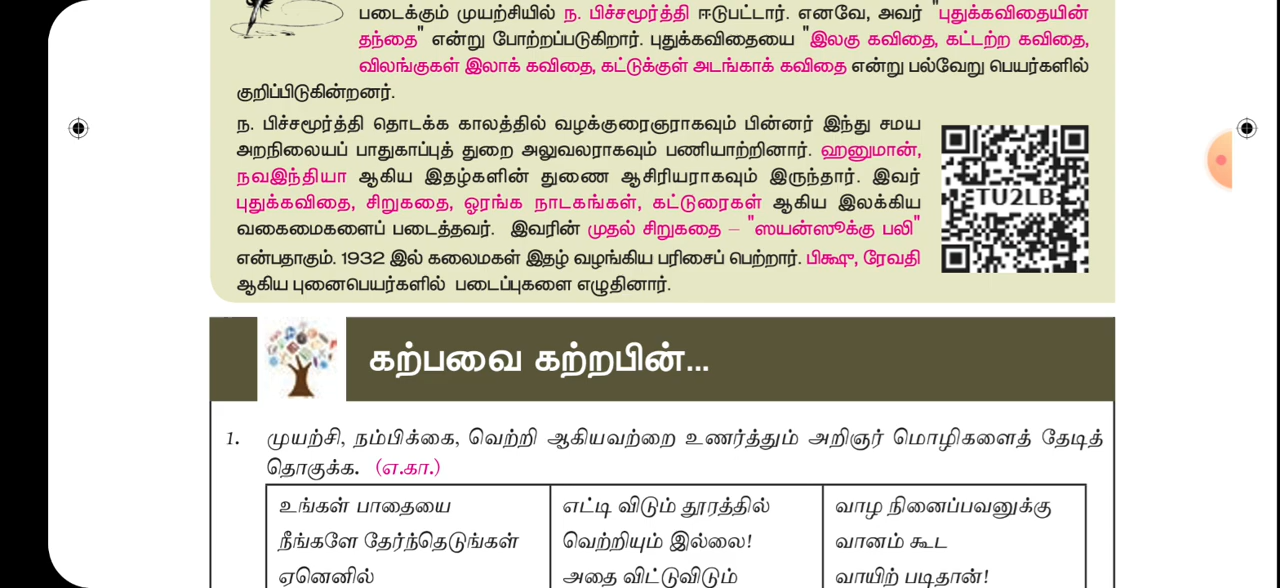 படைக்கும் முயற்சியில் ந. பிச்சமூர்த்தி ஈடுபட்டார். எனவே, அவர் "புதுக்கவிதையின்
தந்தை" என்று போற்றப்படுகிறார். புதுக்கவிதையை "இலகு கவிதை, கட்டற்ற கவிதை,
விலங்குகள் இலாக் கவிதை, கட்டுக்குள் அடங்காக் கவிதை என்று பல்வேறு பெயர்களில்
குறிப்பிடுகின்றனர்.
ந. பிச்சமூர்த்தி தொடக்க காலத்தில் வழக்குரைஞராகவும் பின்னர் இந்து சமய
அறநிலையப் பாதுகாப்புத் துறை அலுவலராகவும் பணியாற்றினார். ஹனுமான்,
நவஇந்தியா ஆகிய இதழ்களின் துணை ஆசிரியராகவும் இருந்தார். இவர்
புதுக்கவிதை, சிறுகதை, ஓரங்க நாடகங்கள், கட்டுரைகள் ஆகிய இலக்கிய
வகைமைகளைப் படைத்தவர். இவரின் முதல் சிறுகதை – "ஸயன்ஸூக்கு பலி"
என்பதாகும். 1932 இல் கலைமகள் இதழ் வழங்கிய பரிசைப் பெற்றார். பிக்ஷு, ரேவதி
ஆகிய புனைபெயர்களில் படைப்புகளை எழுதினார்.
TU2LB
கற்பவை கற்றபின்...
1. முயற்சி, நம்பிக்கை, வெற்றி ஆகியவற்றை உணர்த்தும் அறிஞர் மொழிகளைத் தேடித்
தொகுக்க. (எ.கா.)
உங்கள் பாதையை
நீங்களே தேர்ந்தெடுங்கள்
ஏனெனில்
எட்டி விடும் தூரத்தில்
வெற்றியும் இல்லை!
அதை விட்டுவிடும்
வாழ நினைப்பவனுக்கு
வானம் கூட
வாயிற் படிதான்!